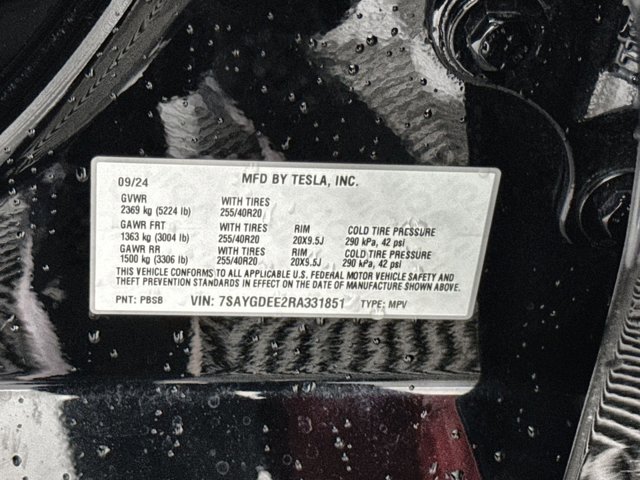 09/24 MFD BY TESLA, INC.
GVWR WITH TIRES
2369 kg (5224 lb) 255/40R20
GAWR FRT WITH TIRES RIM COLD TIRE PRESSURE
1363 kg (3004 lb) 255/40R20 20X9.5J 290 kPa, 42 psi
GAWR RR WITH TIRES RIM COLD TIRE PRESSURE
1500 kg (3306 lb) 255/40R20 20X9.5J 290 kPa, 42 psi
THIS VEHICLE CONFORMS TO ALL APPLICABLE U.S. FEDERAL MOTOR VEHICLE SAFETY AND
THEFT PREVENTION STANDARDS IN EFFECT ON THE DATE OF MANUFACTURE SHOWN ABOVE.
PNT: PBSB VIN: 7SAYGDEE2RA331851 TYPE: MPV